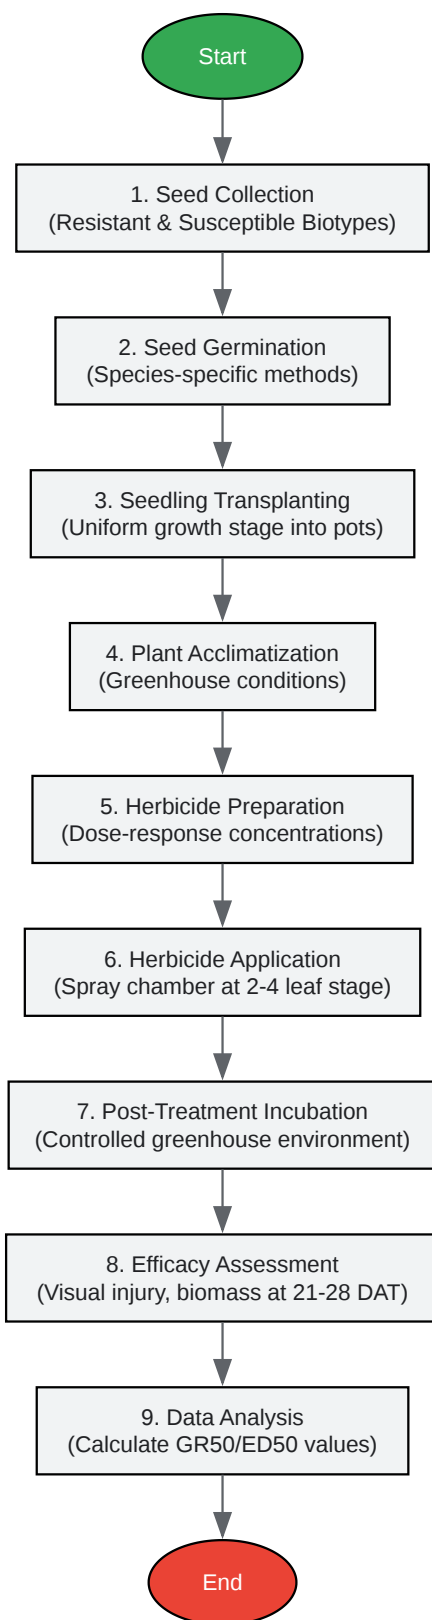 Start
1. Seed Collection
(Resistant & Susceptible Biotypes)
2. Seed Germination
(Species-specific methods)
3. Seedling Transplanting
(Uniform growth stage into pots)
4. Plant Acclimatization
(Greenhouse conditions)
5. Herbicide Preparation
(Dose-response concentrations)
6. Herbicide Application
(Spray chamber at 2-4 leaf stage)
7. Post-Treatment Incubation
(Controlled greenhouse environment)
8. Efficacy Assessment
(Visual injury, biomass at 21-28 DAT)
9. Data Analysis
(Calculate GR50/ED50 values)
End